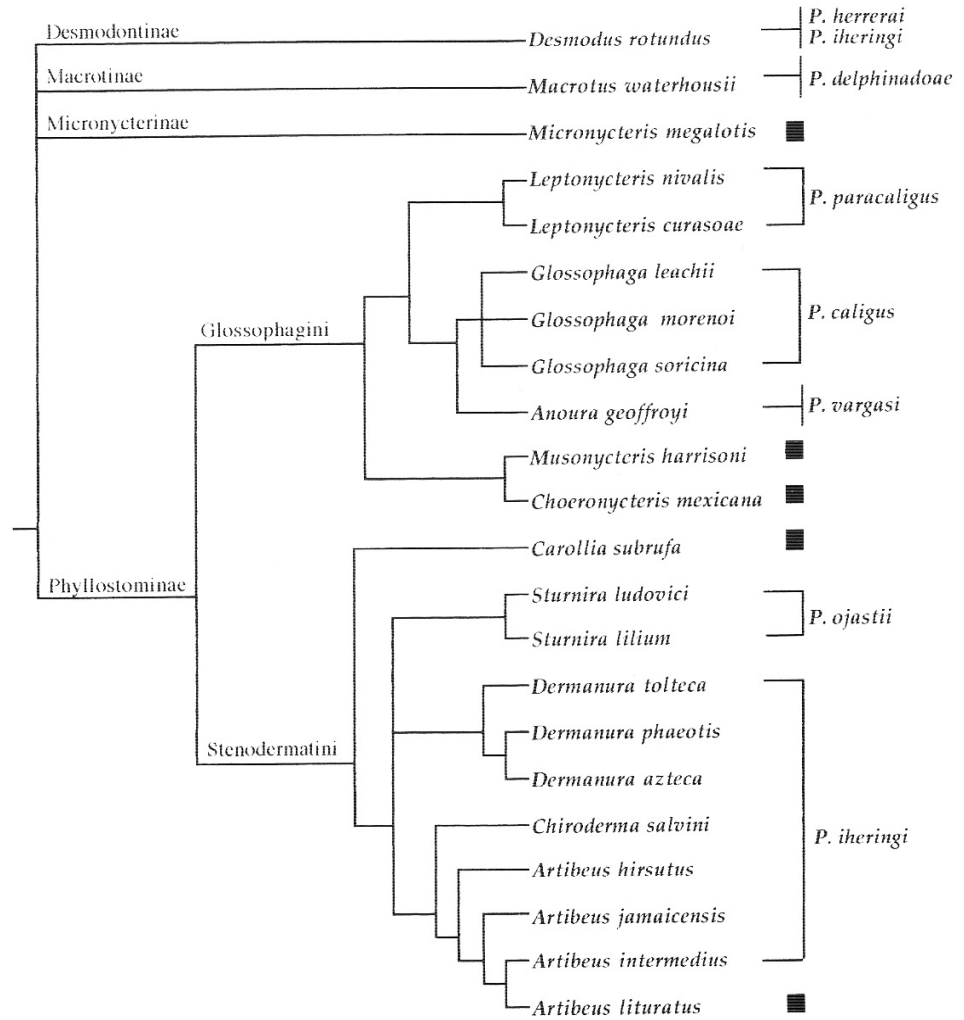 Desmodontinae
Desmodus rotundus
P. herrerai
P. iheringi
Macrotinae
Macrotus waterhousii
P. delphinadoae
Micronycterinae
Micronycteris megalotis
Leptonycteris nivalis
P. paracaligus
Leptonycteris curasoae
Glossophaga leachii
P. caligus
Glossophagini
Glossophaga morenoi
Glossophaga soricina
Anoura geoffroyi
P. vargasi
Musonycteris harrisoni
Choeronycteris mexicana
Carollia subrufa
Phyllostominae
Sturnira ludovici
P. ojastii
Sturnira lilium
Dermanura tolteca
Dermanura phaeotis
Stenodermatini
Dermanura azteca
Chiroderma salvini
P. iheringi
Artibeus hirsutus
Artibeus jamaicensis
Artibeus intermedius
Artibeus lituratus